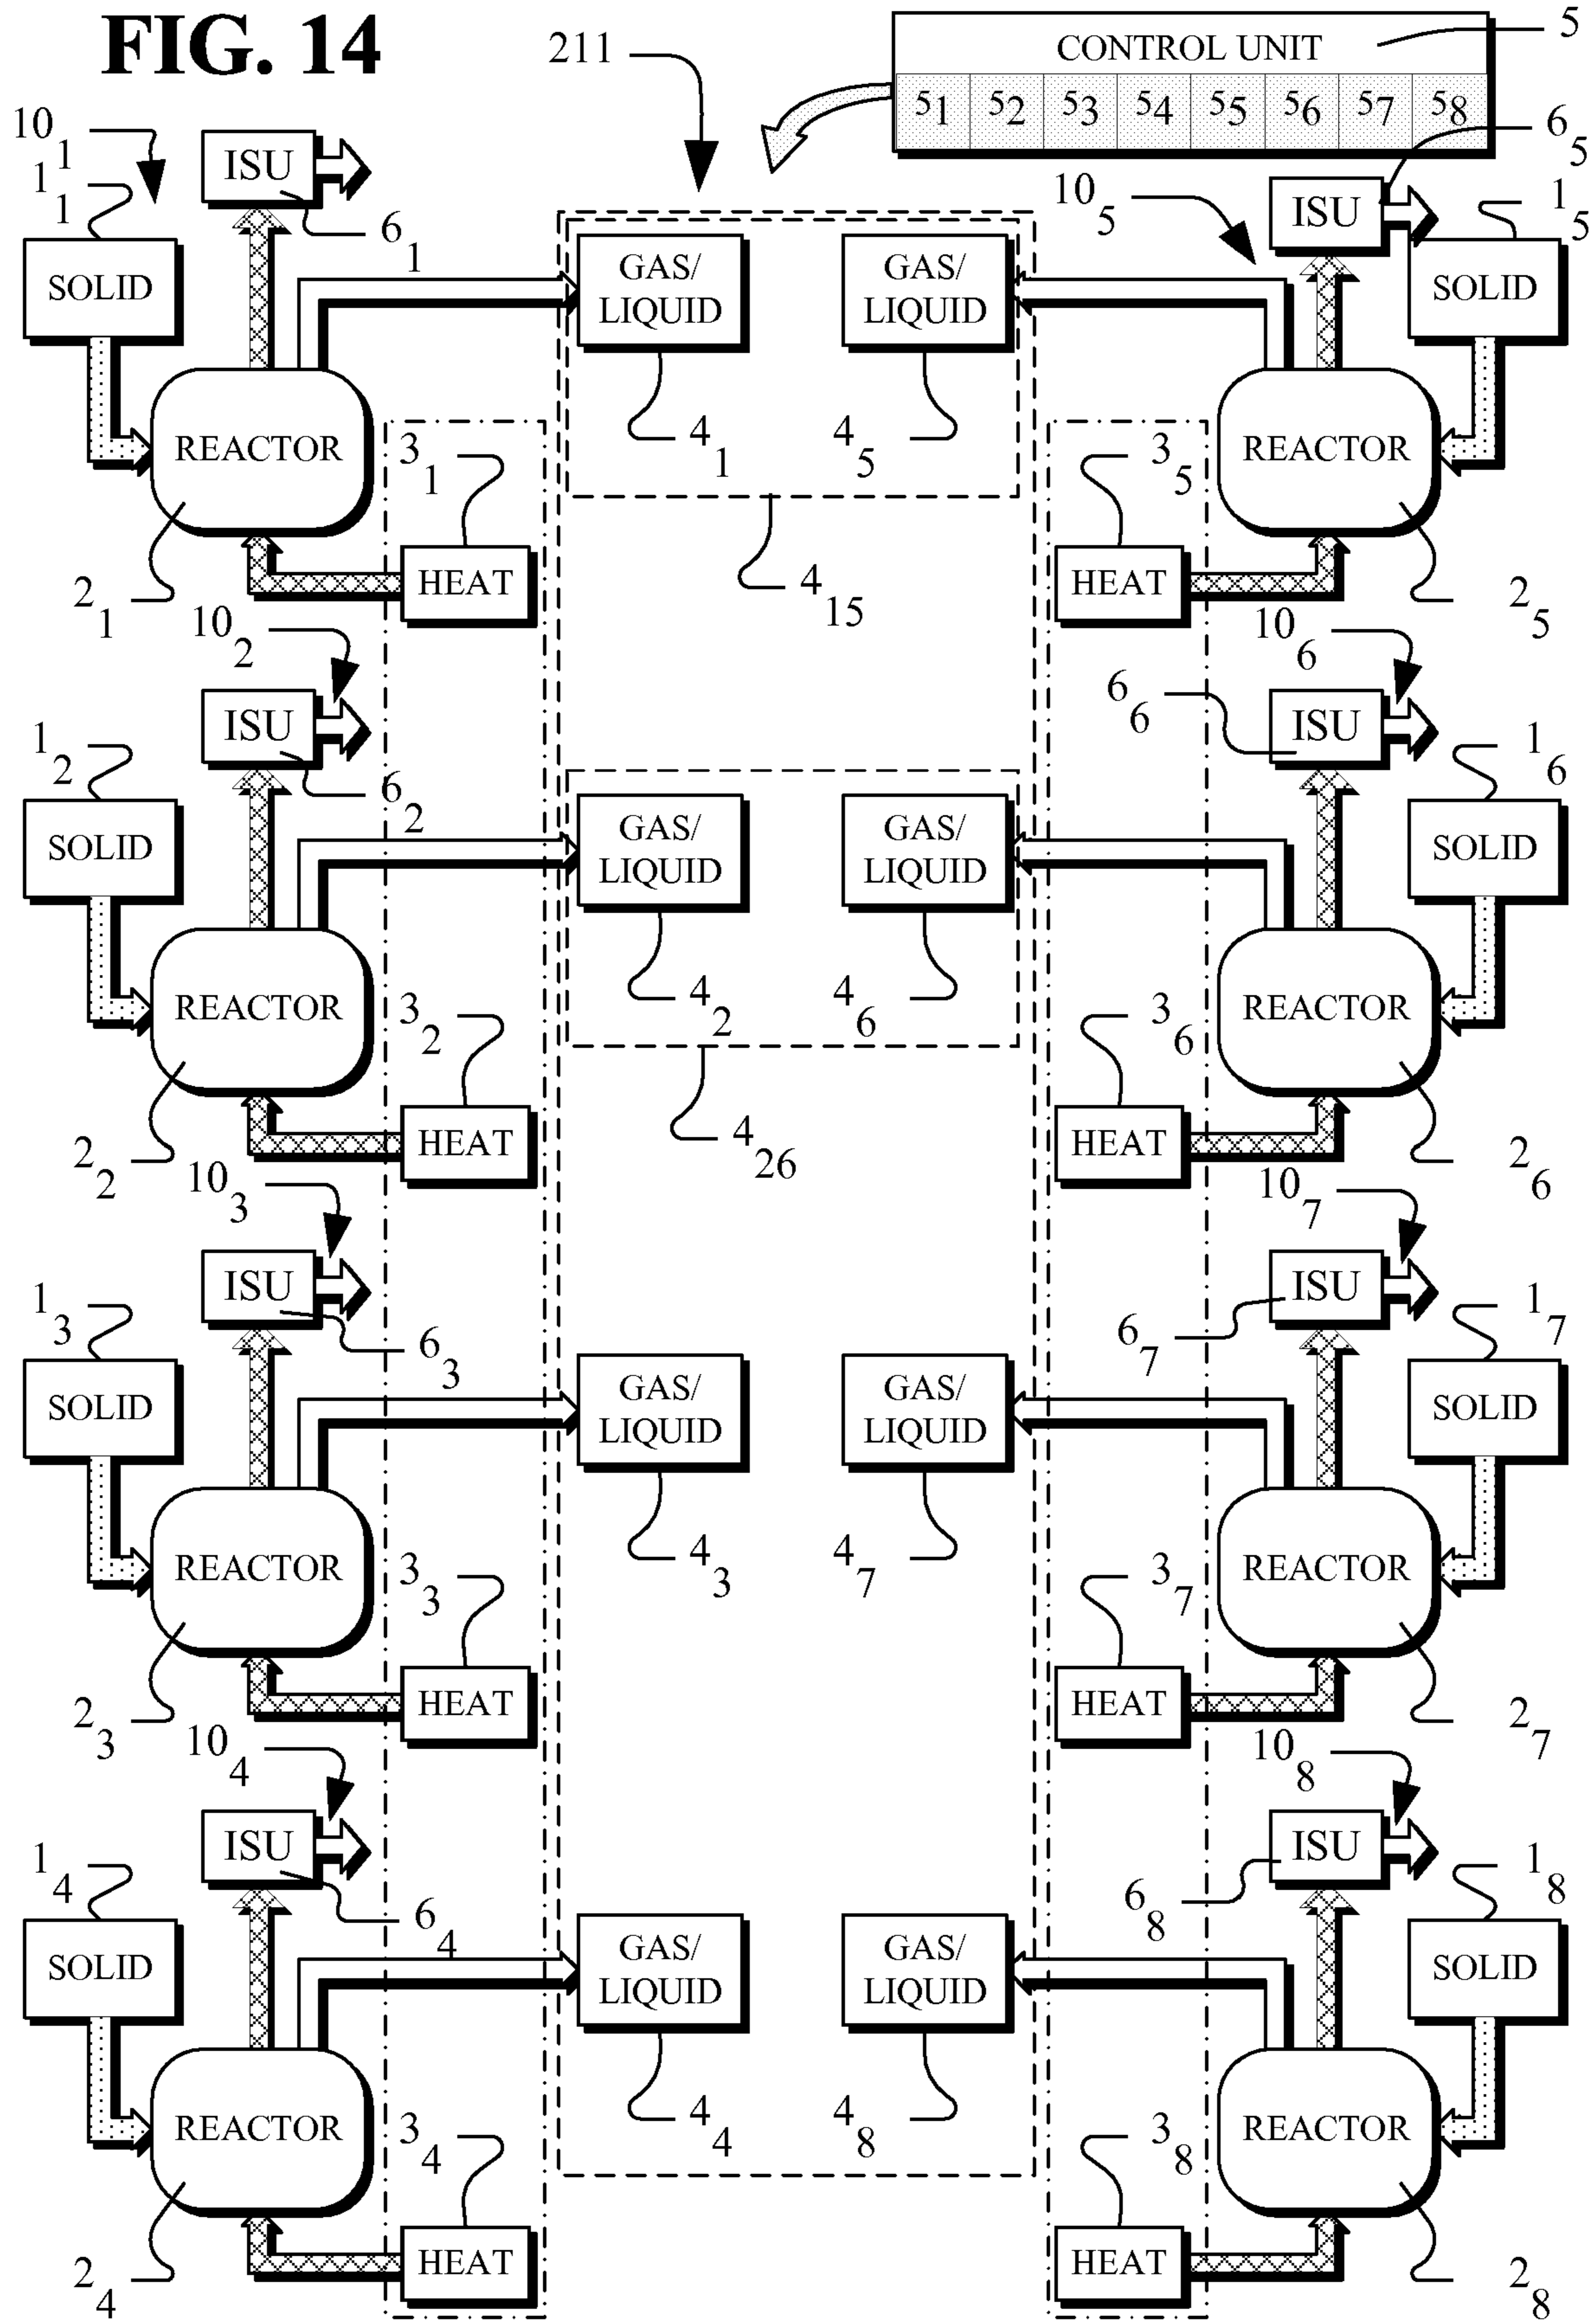 FIG. 14
211
CONTROL UNIT
5
5₁ 5₂ 5₃ 5₄ 5₅ 5₆ 5₇ 5₈
10₁
1₁
ISU
6₁
SOLID
GAS/
LIQUID
4₁
REACTOR
2₁
3₁
HEAT
GAS/
LIQUID
4₅
4₁₅
6₅
10₅
ISU
1₅
SOLID
REACTOR
2₅
3₅
HEAT
10₂
1₂
ISU
6₂
SOLID
GAS/
LIQUID
4₂
REACTOR
2₂
3₂
HEAT
GAS/
LIQUID
4₆
4₂₆
10₆
6₆
ISU
1₆
SOLID
REACTOR
2₆
3₆
HEAT
10₃
1₃
ISU
6₃
SOLID
GAS/
LIQUID
4₃
REACTOR
2₃
3₃
HEAT
GAS/
LIQUID
4₇
10₇
6₇
ISU
1₇
SOLID
REACTOR
2₇
3₇
HEAT
10₄
1₄
ISU
6₄
SOLID
GAS/
LIQUID
4₄
REACTOR
2₄
3₄
HEAT
GAS/
LIQUID
4₈
10₈
6₈
ISU
1₈
SOLID
REACTOR
2₈
3₈
HEAT